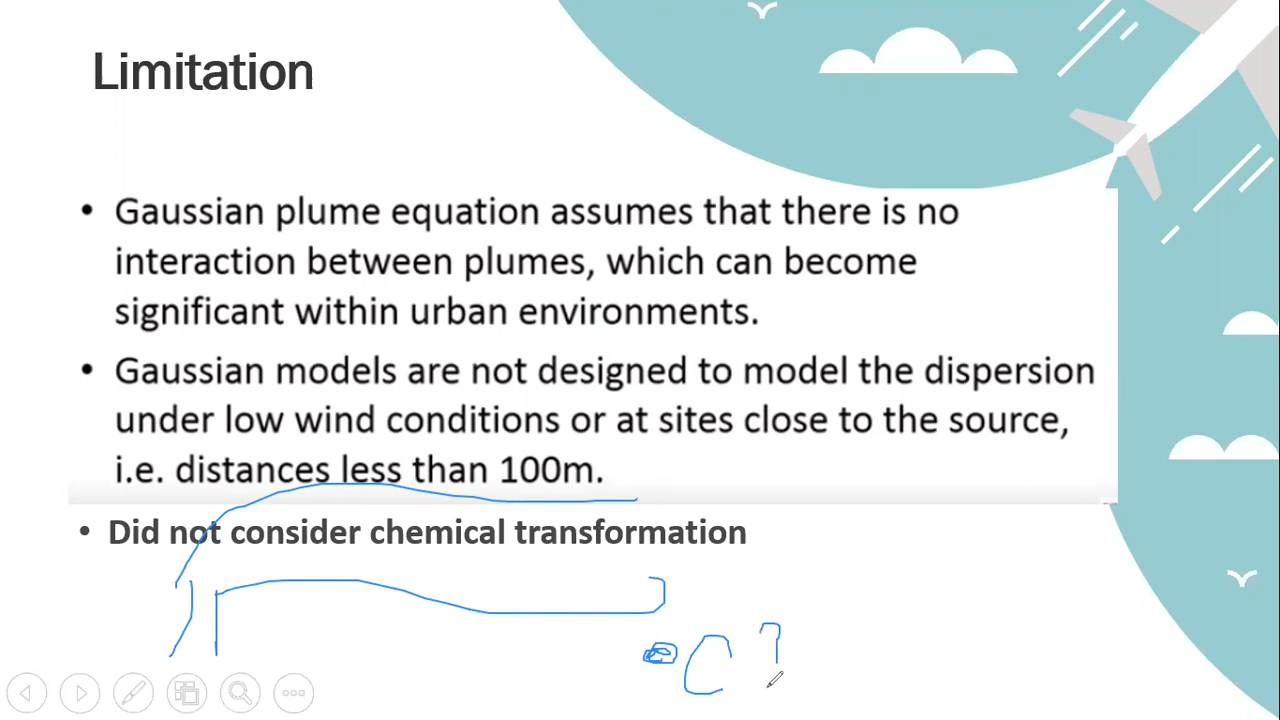 Limitation
• Gaussian plume equation assumes that there is no
interaction between plumes, which can become
significant within urban environments.
• Gaussian models are not designed to model the dispersion
under low wind conditions or at sites close to the source,
i.e. distances less than 100m.
• Did not consider chemical transformation
C ?